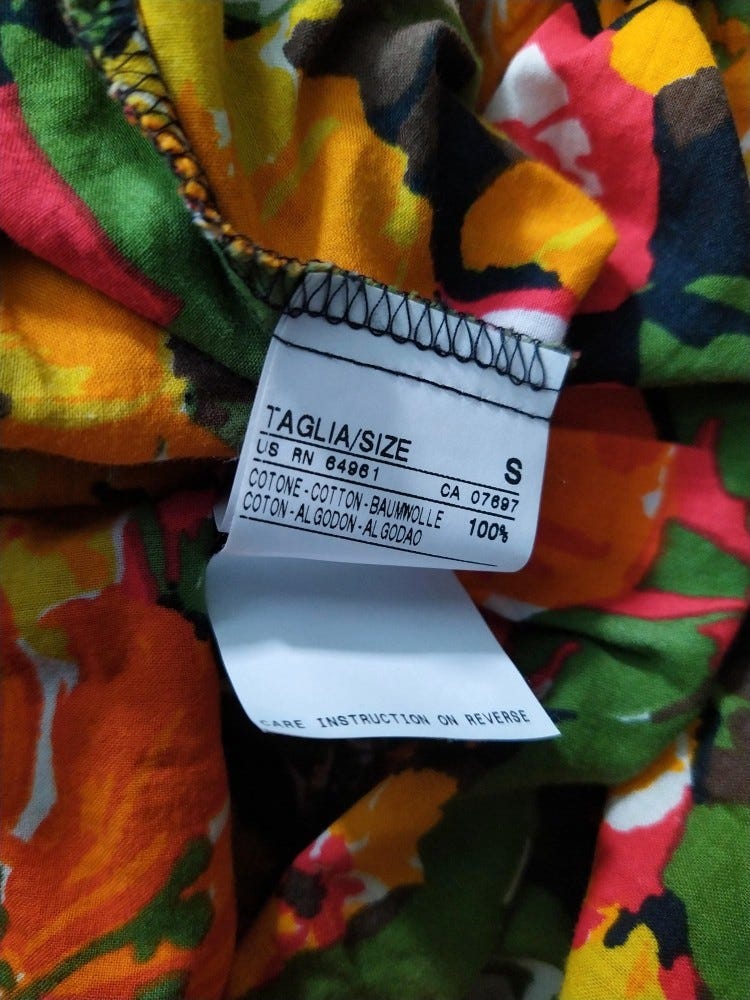 TAGLIA/SIZE S
US RN 64961 CA 07697
COTONE-COTTON-BAUMWOLLE
COTON-ALGODON-ALGODAO 100%
CARE INSTRUCTION ON REVERSE